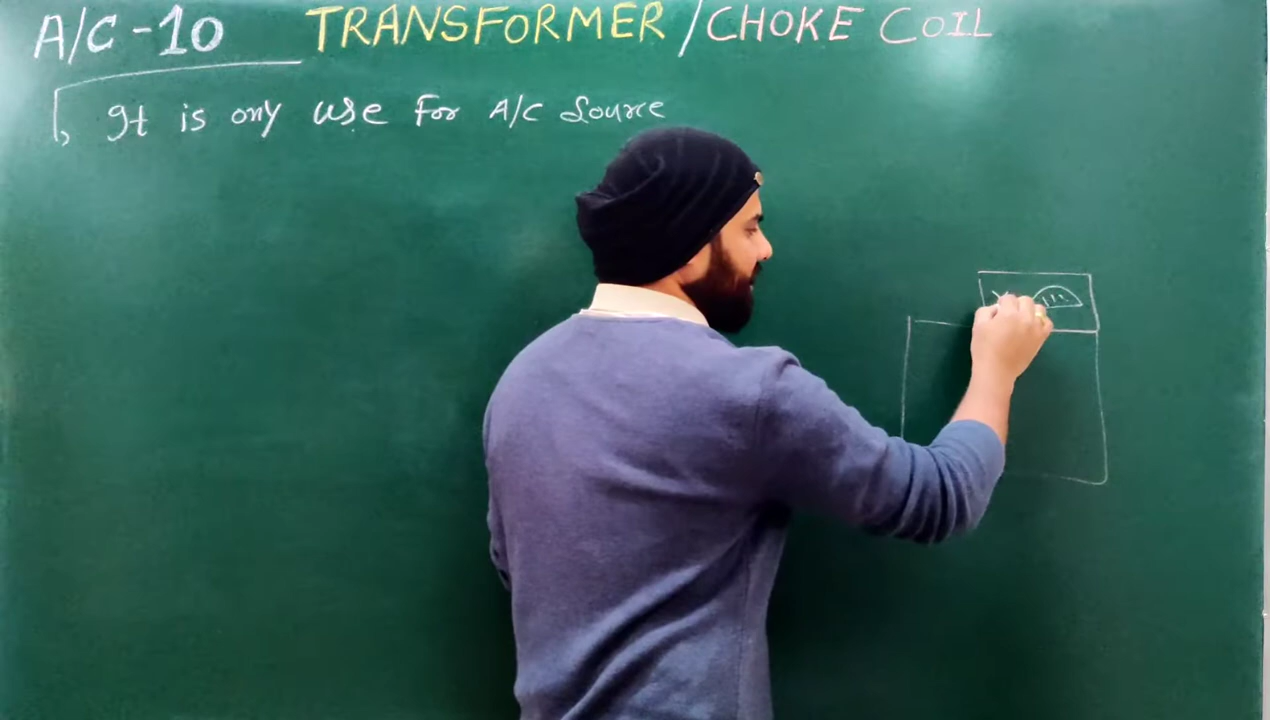 A/C-10 TRANSFORMER/CHOKE COIL
It is ony use for A/C Source